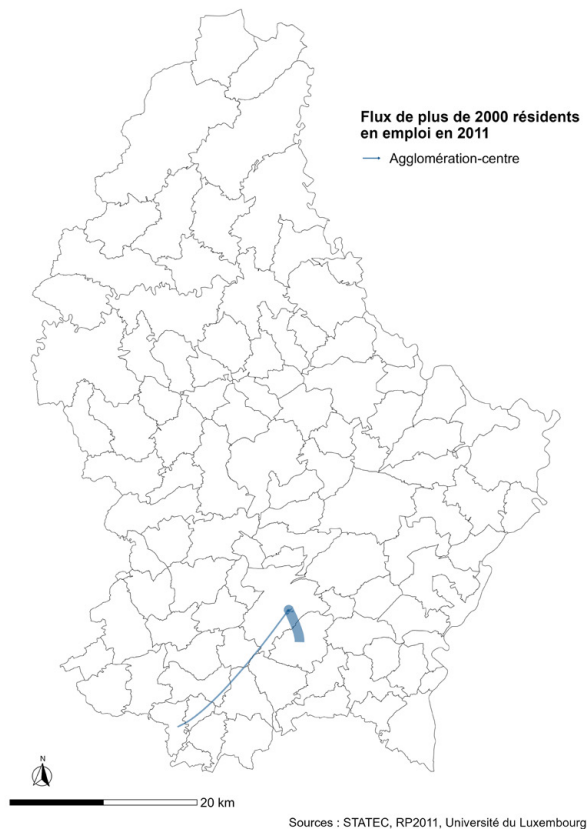 Flux de plus de 2000 résidents
en emploi en 2011
Agglomération-centre
N
20 km
Sources : STATEC, RP2011, Université du Luxembourg